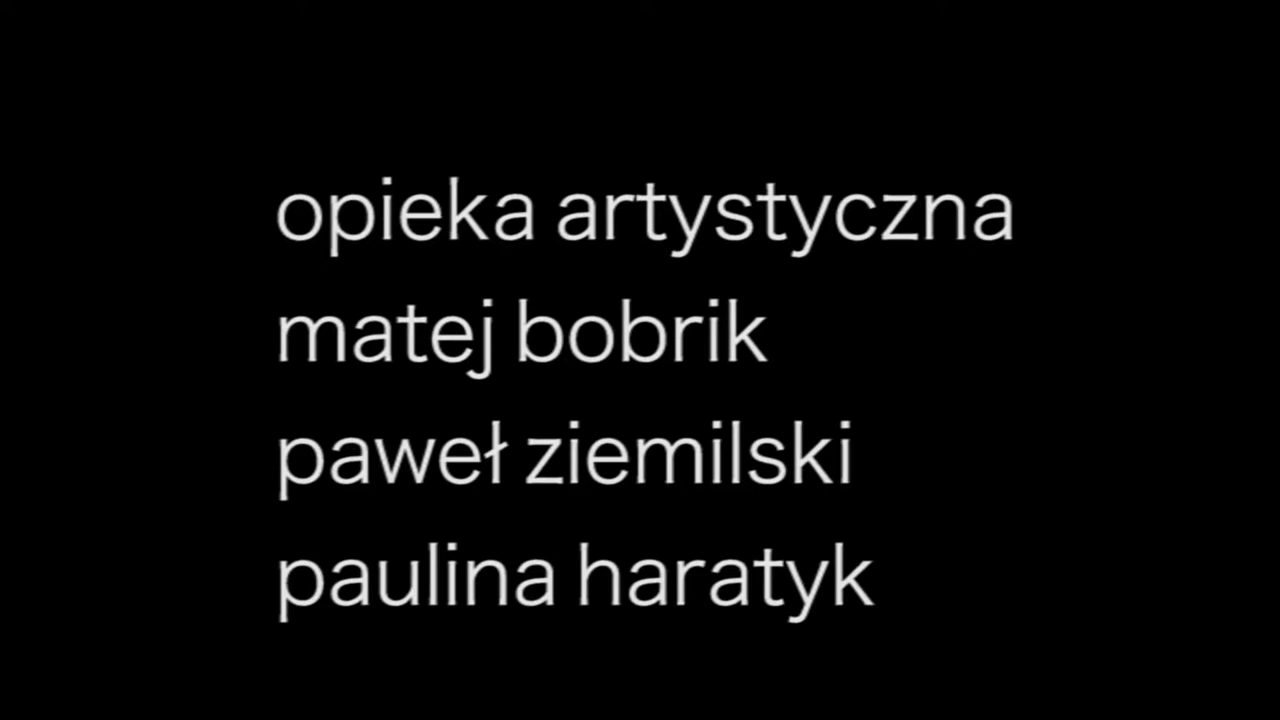 opieka artystyczna
matej bobrik
paweł ziemilski
paulina haratyk